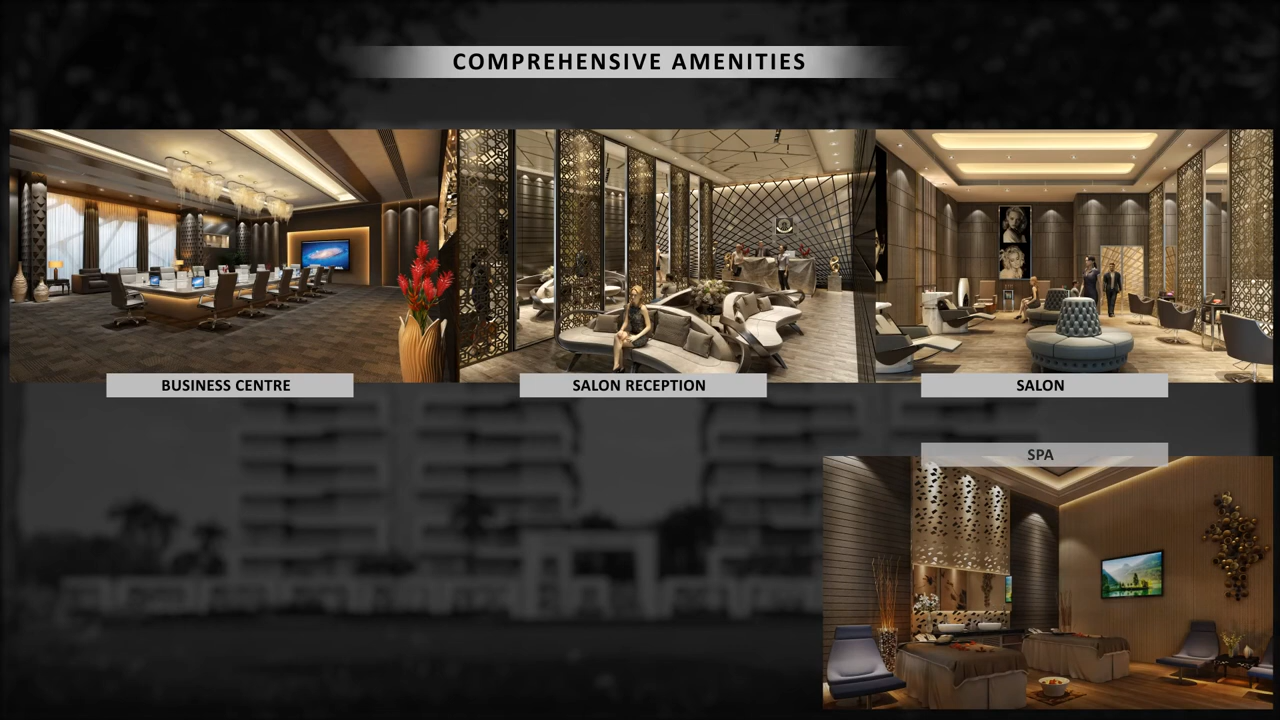 COMPREHENSIVE AMENITIES
BUSINESS CENTRE
SALON RECEPTION
SALON
SPA